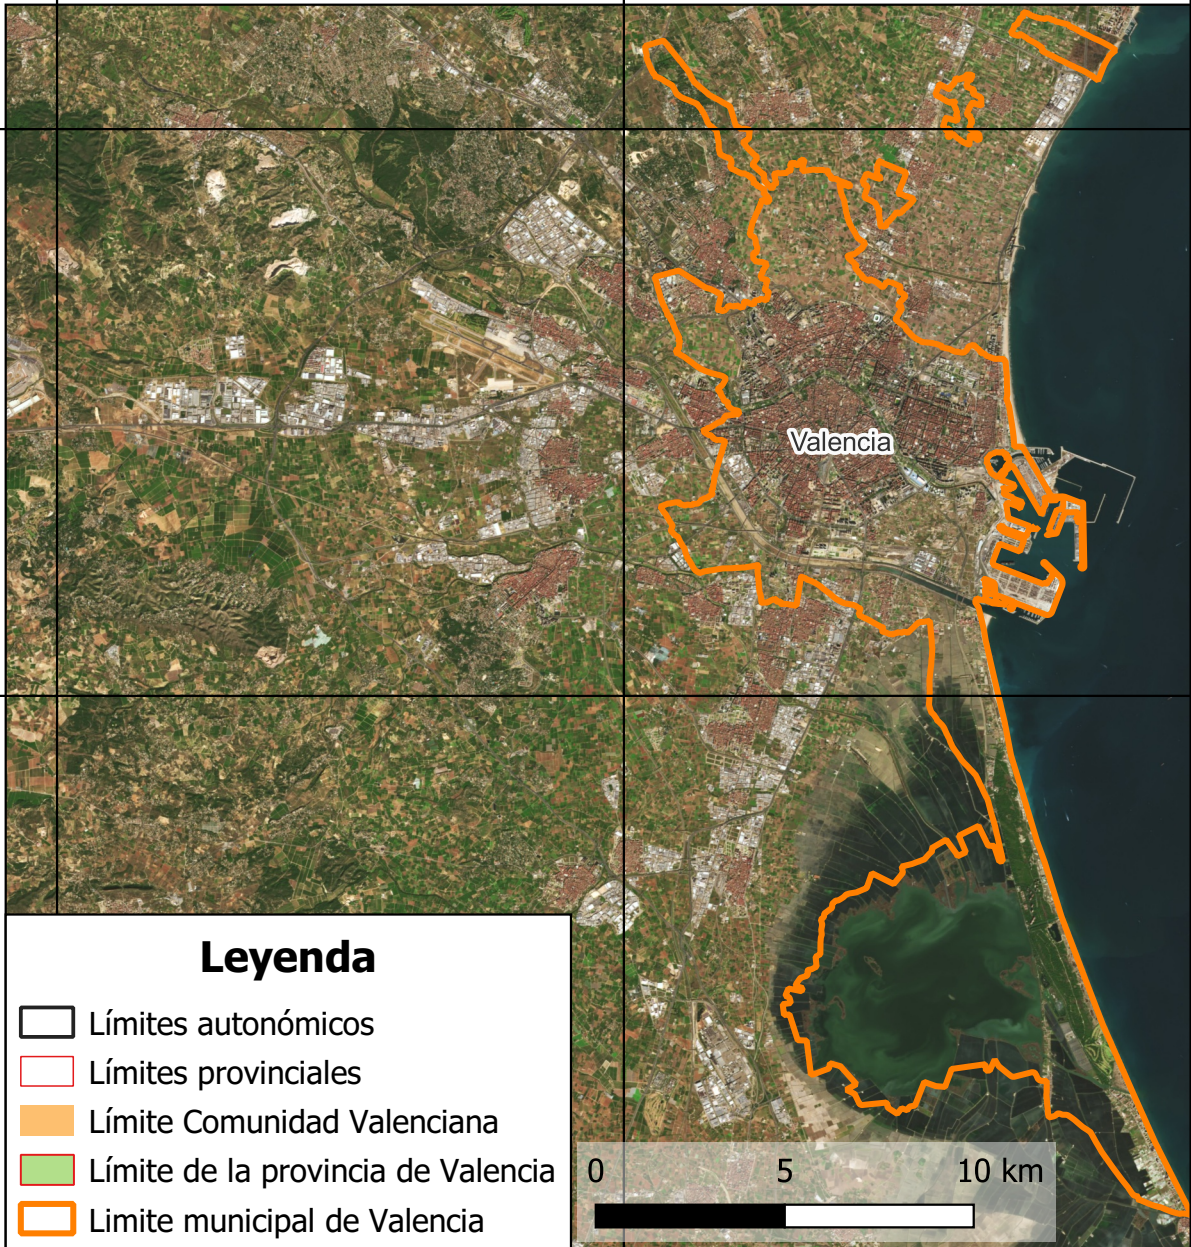 Valencia
Leyenda
Límites autonómicos
Límites provinciales
Límite Comunidad Valenciana
Límite de la provincia de Valencia
Limite municipal de Valencia
0 5 10 km